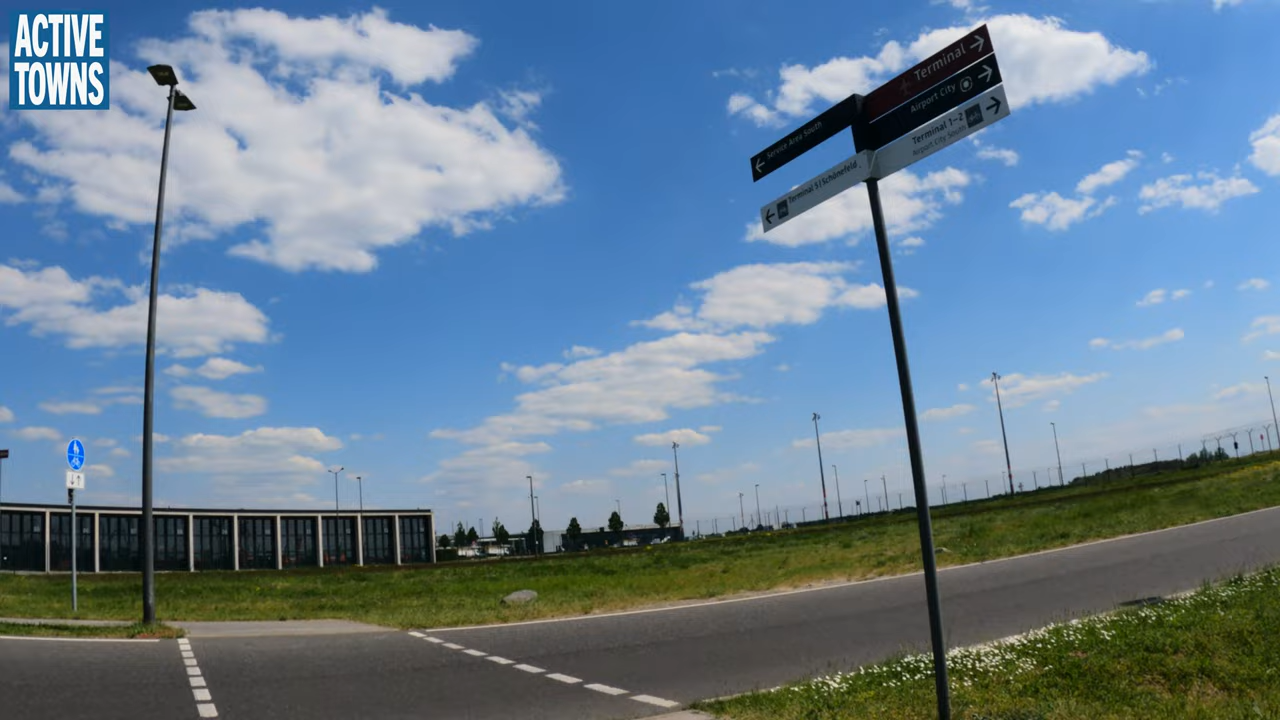 ACTIVE
TOWNS
Terminal
Airport City
Service Area South
Terminal 1-2
Airport City South
Terminal 5 | Schönefeld